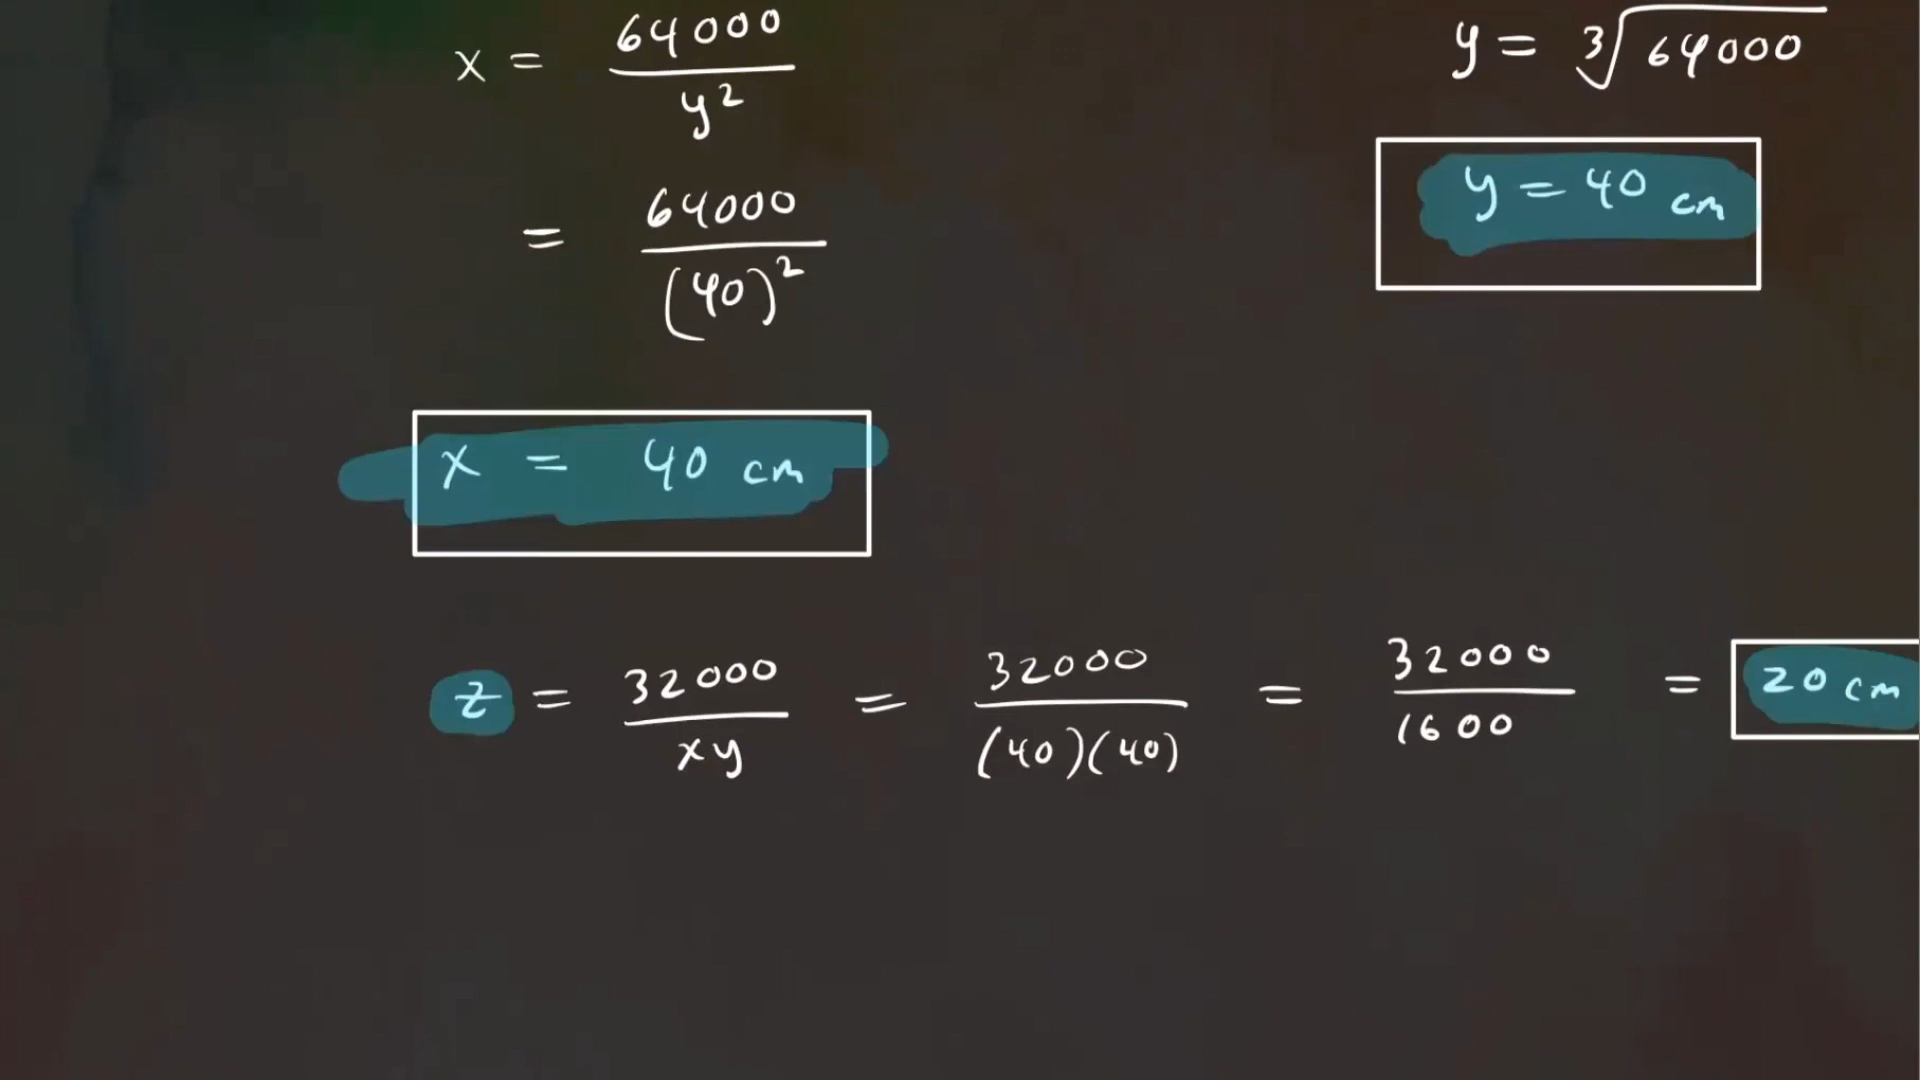 x = 64000 / y²
y = ∛64000
= 64000 / (40)²
y = 40 cm
x = 40 cm
z = 32000 / xy = 32000 / (40)(40) = 32000 / 1600 = 20 cm